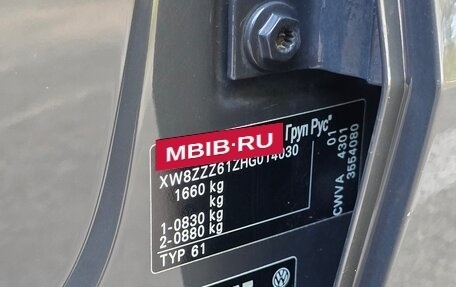 MBIB·RU
Груп Рус"
XW8ZZZ61ZHG014030
1660 kg
kg
1-0830 kg
2-0880 kg
TYP 61
01
CWVA 4301
3554080